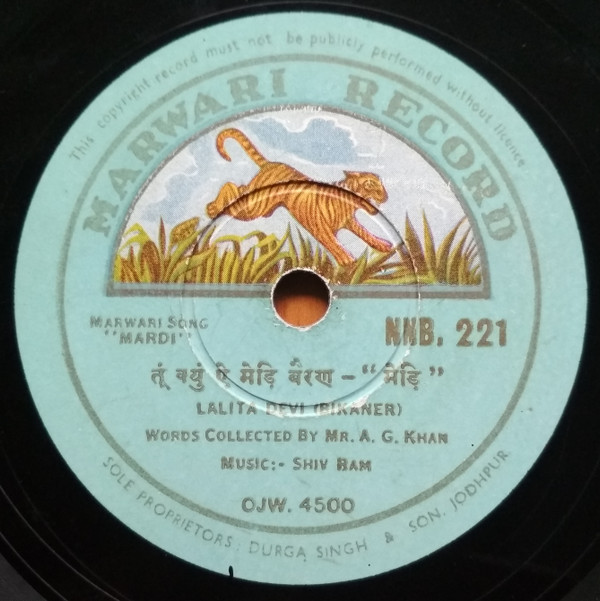 This copyright record must not be publicly performed without licence
MARWARI RECORD
MARWARI SONG
"MARDI"
NNB. 221
तूं क्युं ऐ मेड़ि बैरण - “मेड़ि”
LALITA DEVI (BIKANER)
WORDS COLLECTED BY MR. A. G. KHAN
MUSIC:- SHIV RAM
OJW. 4500
SOLE PROPRIETORS: DURGA SINGH & SON. JODHPUR